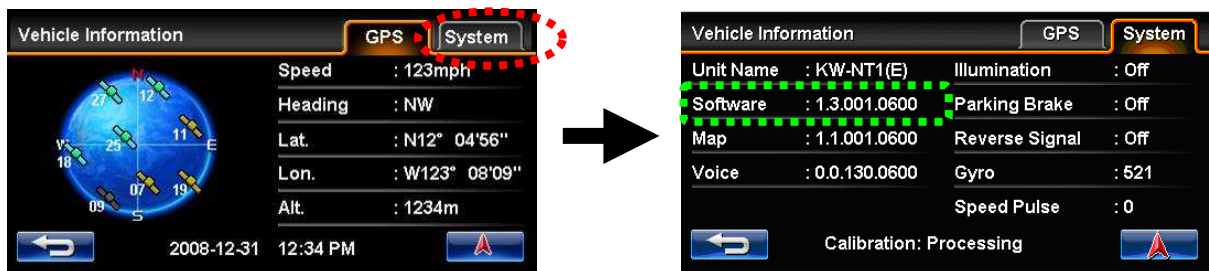 Vehicle Information GPS System
Speed : 123mph
Heading : NW
Lat. : N12° 04'56"
Lon. : W123° 08'09"
Alt. : 1234m
N
27 12
11
W 25 E
18
07 19
09 S
2008-12-31 12:34 PM
Vehicle Information GPS System
Unit Name : KW-NT1(E) Illumination : Off
Software : 1.3.001.0600 Parking Brake : Off
Map : 1.1.001.0600 Reverse Signal : Off
Voice : 0.0.130.0600 Gyro : 521
Speed Pulse : 0
Calibration: Processing